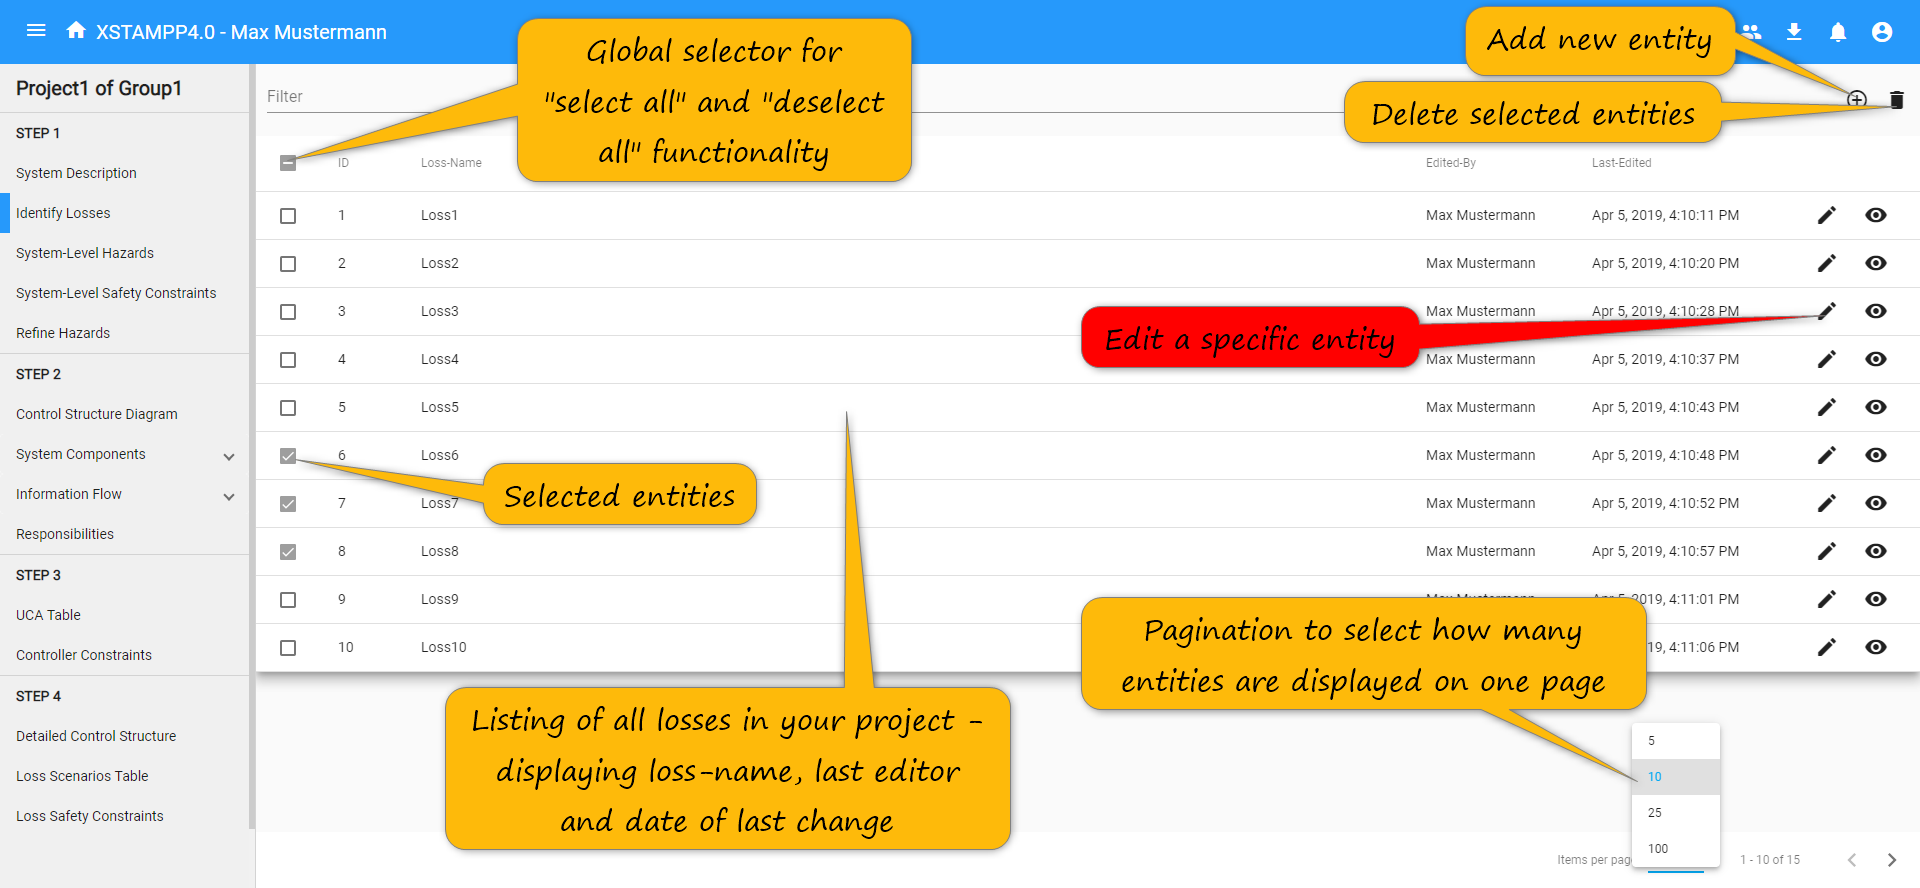 XSTAMPP4.0 - Max Mustermann
Project1 of Group1
STEP 1
System Description
Identify Losses
System-Level Hazards
System-Level Safety Constraints
Refine Hazards
STEP 2
Control Structure Diagram
System Components
Information Flow
Responsibilities
STEP 3
UCA Table
Controller Constraints
STEP 4
Detailed Control Structure
Loss Scenarios Table
Loss Safety Constraints
Filter
Global selector for
"select all" and "deselect
all" functionality
Add new entity
Delete selected entities
ID Loss-Name Edited-By Last-Edited
1 Loss1 Max Mustermann Apr 5, 2019, 4:10:11 PM
2 Loss2 Max Mustermann Apr 5, 2019, 4:10:20 PM
3 Loss3 Max Mustermann Apr 5, 2019, 4:10:28 PM
Edit a specific entity
4 Loss4 Max Mustermann Apr 5, 2019, 4:10:37 PM
5 Loss5 Max Mustermann Apr 5, 2019, 4:10:43 PM
6 Loss6 Max Mustermann Apr 5, 2019, 4:10:48 PM
Selected entities
7 Loss7 Max Mustermann Apr 5, 2019, 4:10:52 PM
8 Loss8 Max Mustermann Apr 5, 2019, 4:10:57 PM
9 Loss9 Max Mustermann Apr 5, 2019, 4:11:01 PM
10 Loss10 19, 4:11:06 PM
Pagination to select how many
entities are displayed on one page
Listing of all losses in your project -
displaying loss-name, last editor
and date of last change
5
10
25
100
Items per pag 1 - 10 of 15